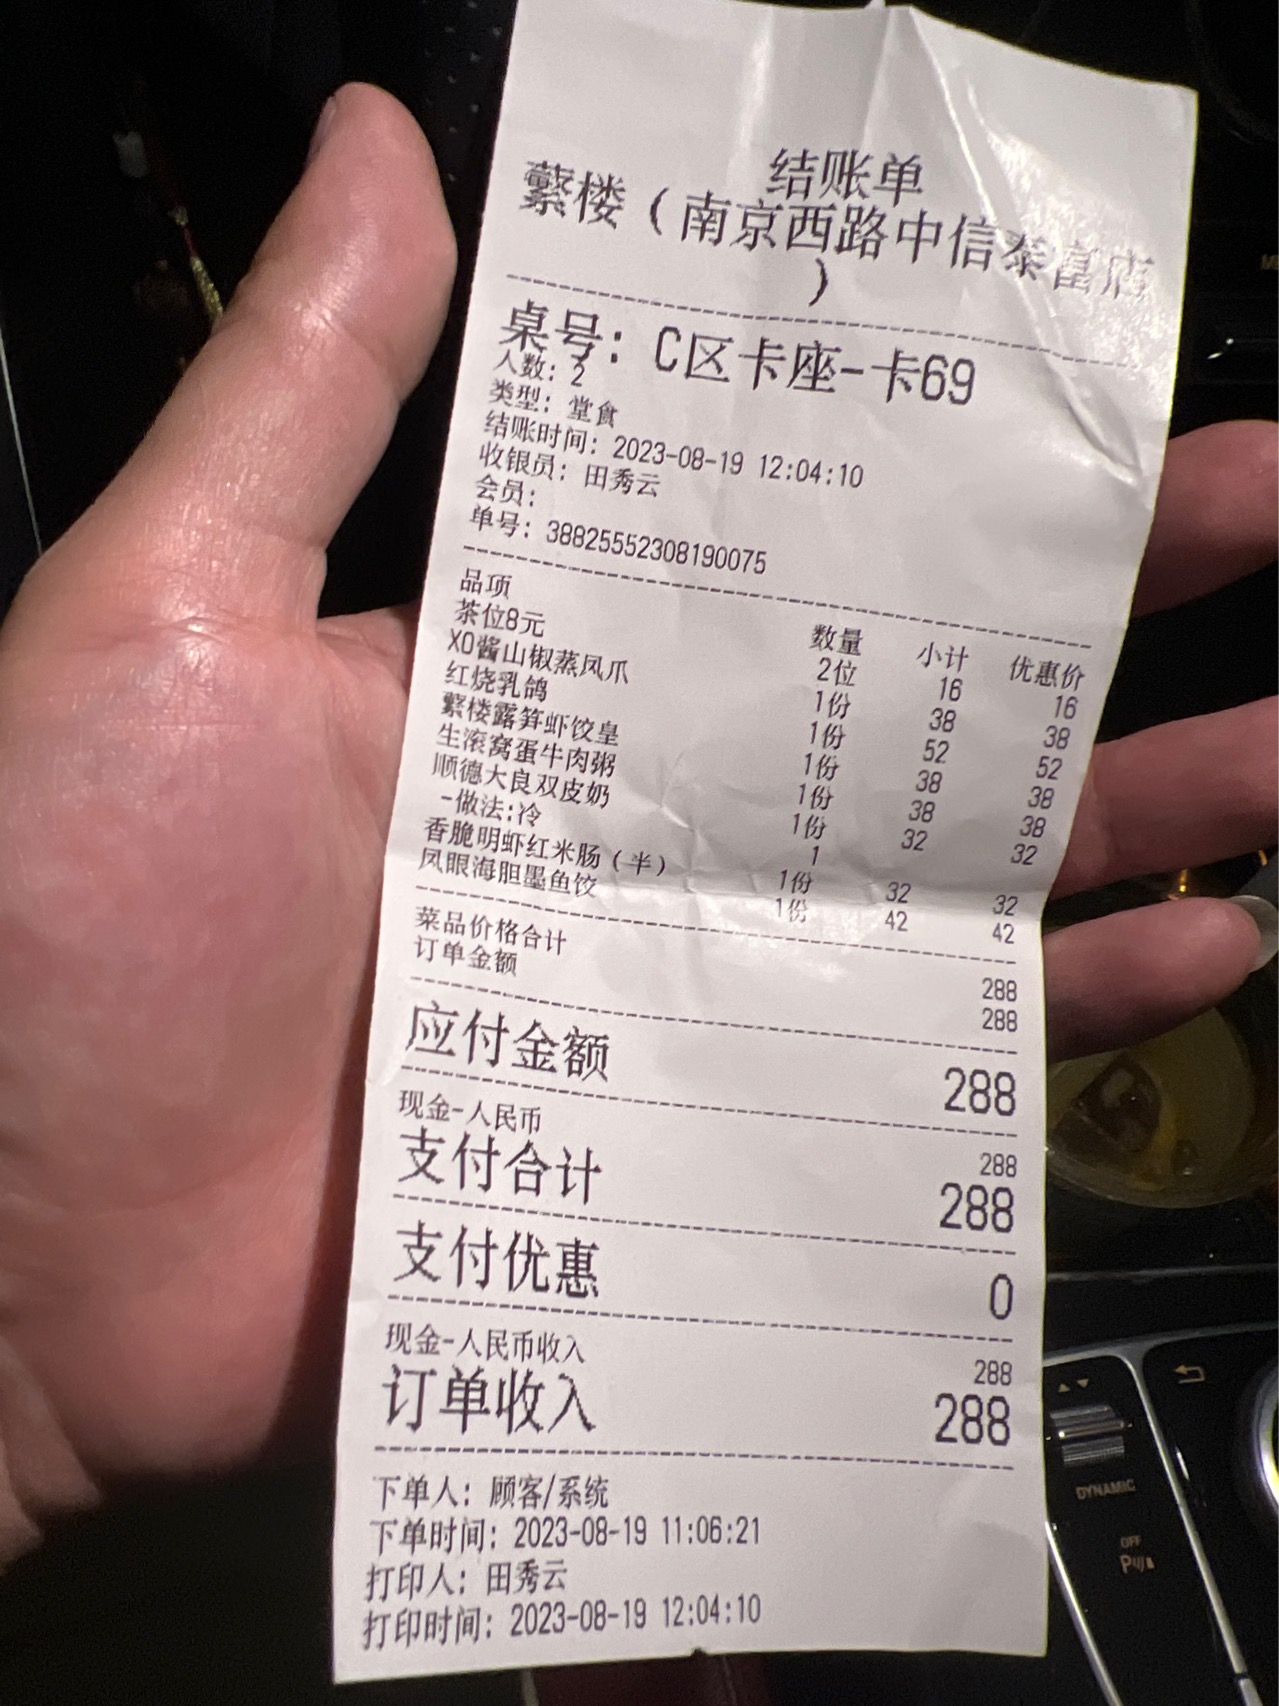 结账单
蘩楼（南京西路中信泰富店
）
桌号：C区卡座-卡69
人数：2
类型：堂食
结账时间：2023-08-19 12:04:10
收银员：田秀云
会员：
单号：38825552308190075
品项 数量 小计 优惠价
茶位8元 2位 16 16
XO酱山椒蒸凤爪 1份 38 38
红烧乳鸽 1份 52 52
蘩楼露笋虾饺皇 1份 38 38
生滚窝蛋牛肉粥 1份 38 38
顺德大良双皮奶 1份 32 32
-做法:冷 1
香脆明虾红米肠（半） 1份 32 32
凤眼海胆墨鱼饺 1份 42 42
菜品价格合计 288
订单金额 288
应付金额 288
现金-人民币 288
支付合计 288
支付优惠 0
现金-人民币收入 288
订单收入 288
下单人：顾客/系统
下单时间：2023-08-19 11:06:21
打印人：田秀云
打印时间：2023-08-19 12:04:10
DYNAMIC
OFF
P